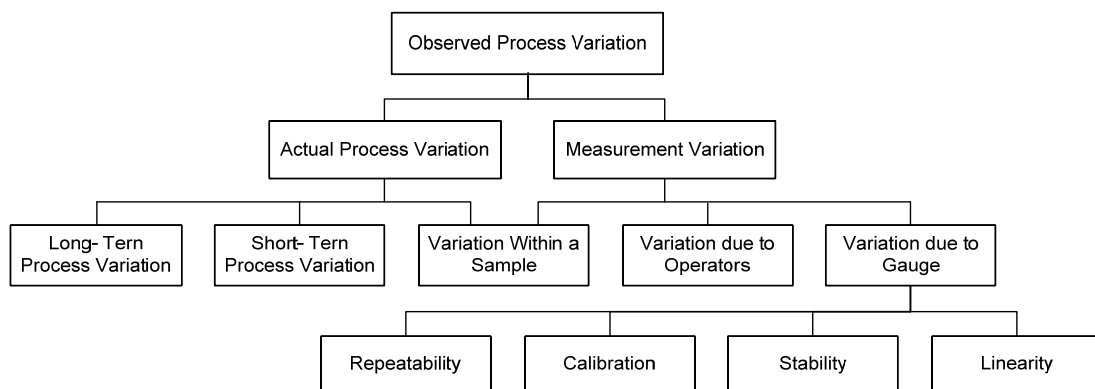 Observed Process Variation
Actual Process Variation
Measurement Variation
Long- Tern
Process Variation
Short- Tern
Process Variation
Variation Within a
Sample
Variation due to
Operators
Variation due to
Gauge
Repeatability
Calibration
Stability
Linearity